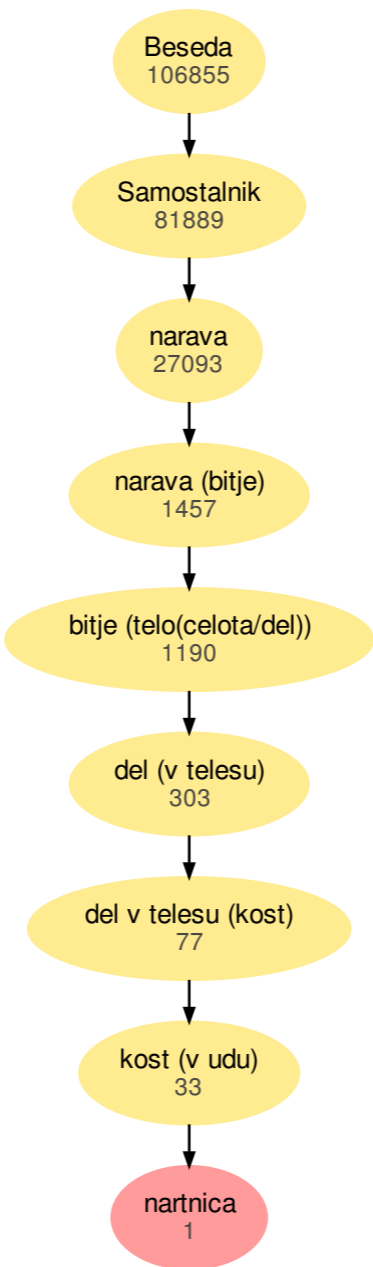 Beseda
106855
Samostalnik
81889
narava
27093
narava (bitje)
1457
bitje (telo(celota/del))
1190
del (v telesu)
303
del v telesu (kost)
77
kost (v udu)
33
nartnica
1